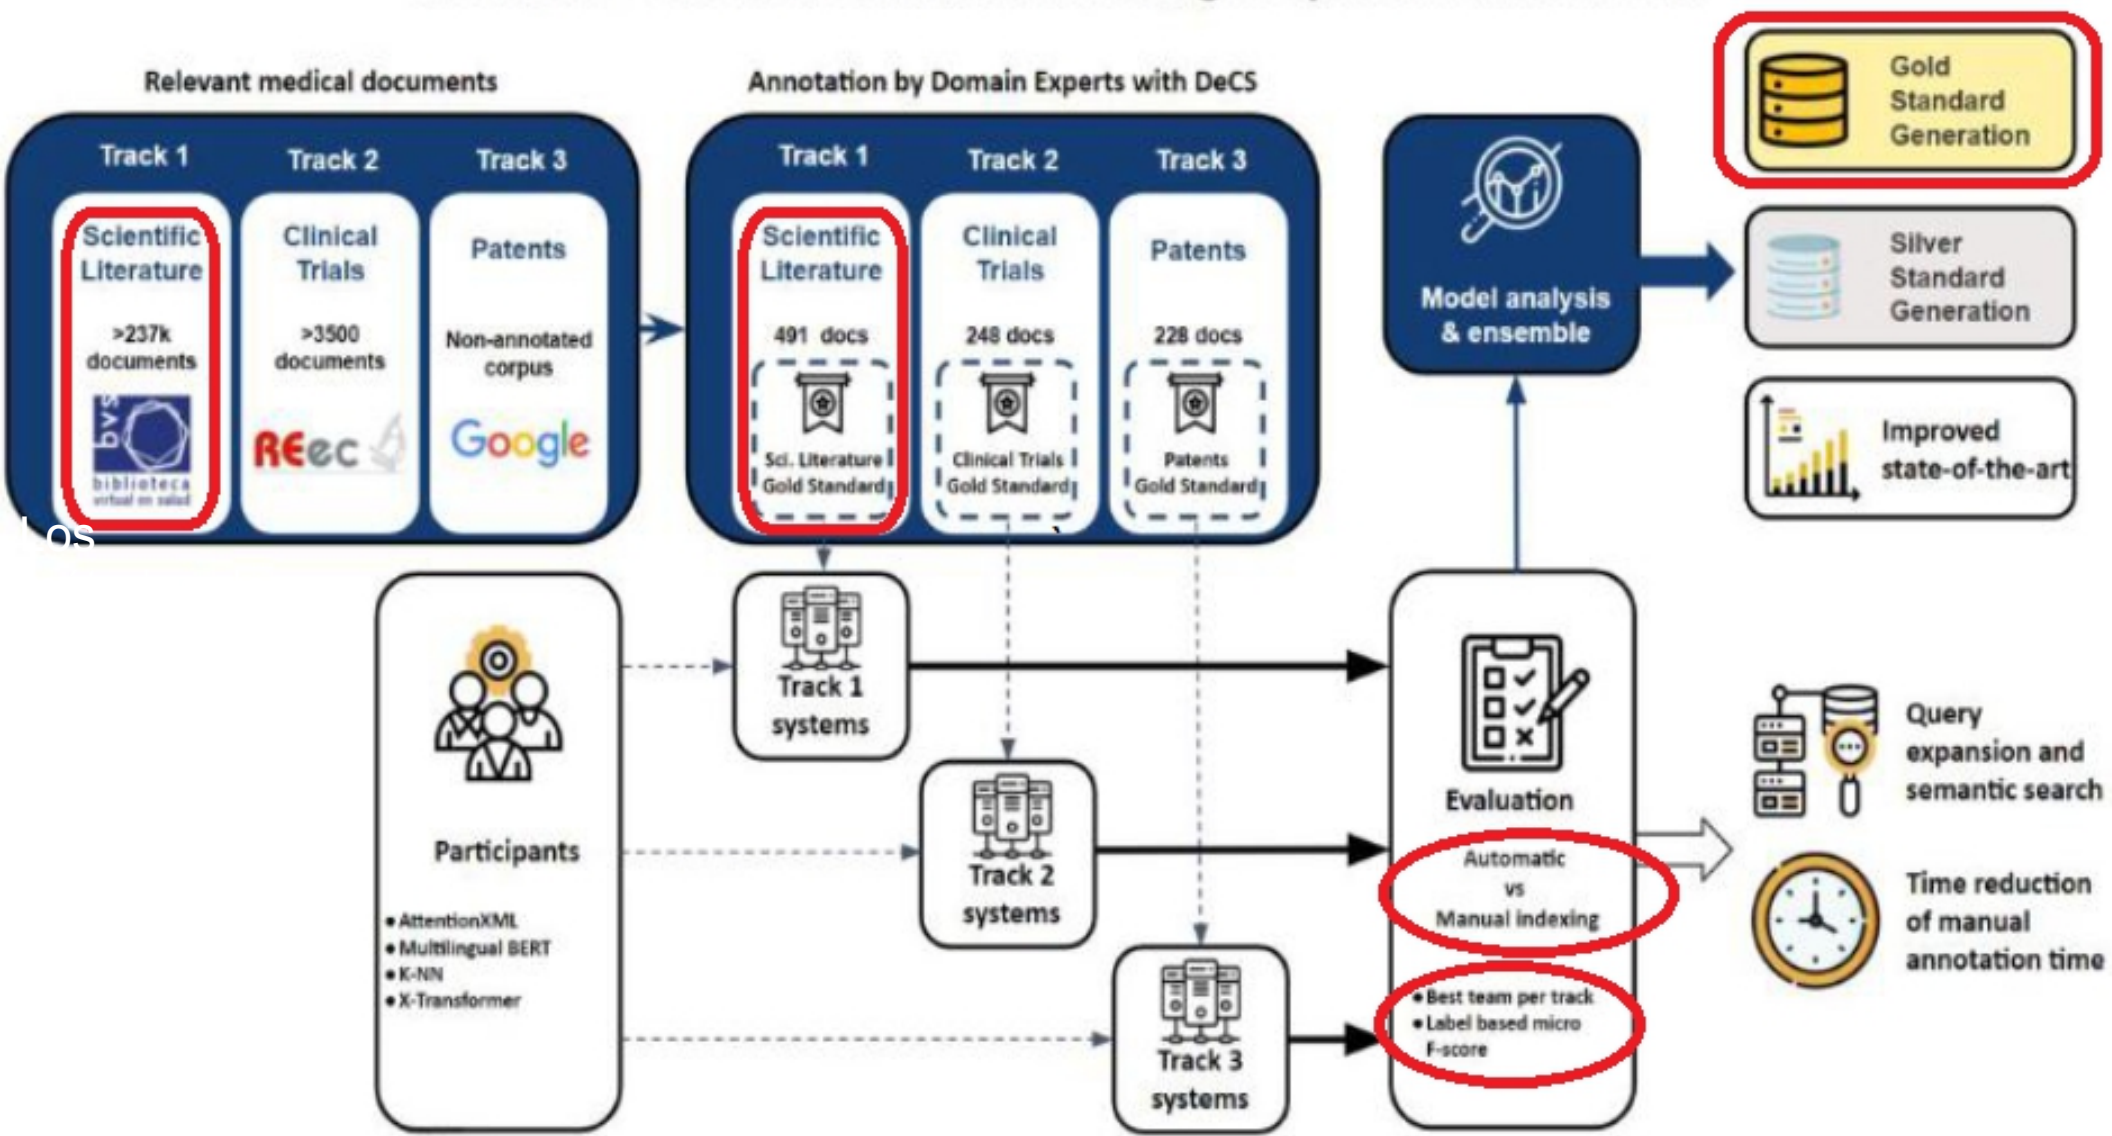 Relevant medical documents
Track 1
Track 2
Track 3
Scientific
Literature
>237k
documents
bvs
biblioteca
virtual en salud
Clinical
Trials
>3500
documents
REec
Patents
Non-annotated
corpus
Google
Los
Annotation by Domain Experts with DeCS
Track 1
Track 2
Track 3
Scientific
Literature
491 docs
Sci. Literature
Gold Standard
Clinical
Trials
248 docs
Clinical Trials
Gold Standard
Patents
228 docs
Patents
Gold Standard
Model analysis
& ensemble
Gold
Standard
Generation
Silver
Standard
Generation
Improved
state-of-the-art
Participants
• AttentionXML
• Multilingual BERT
• K-NN
• X-Transformer
Track 1
systems
Track 2
systems
Track 3
systems
Evaluation
Automatic
vs
Manual indexing
• Best team per track
• Label based micro
F-score
Query
expansion and
semantic search
Time reduction
of manual
annotation time